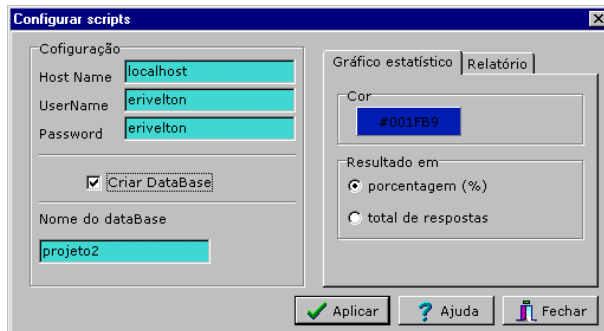 Configurar scripts
Cofiguração
Host Name localhost
UserName erivelton
Password erivelton
Criar DataBase
Nome do dataBase
projeto2
Gráfico estatístico Relatório
Cor
#001FB9
Resultado em
porcentagem (%)
total de respostas
Aplicar ? Ajuda Fechar